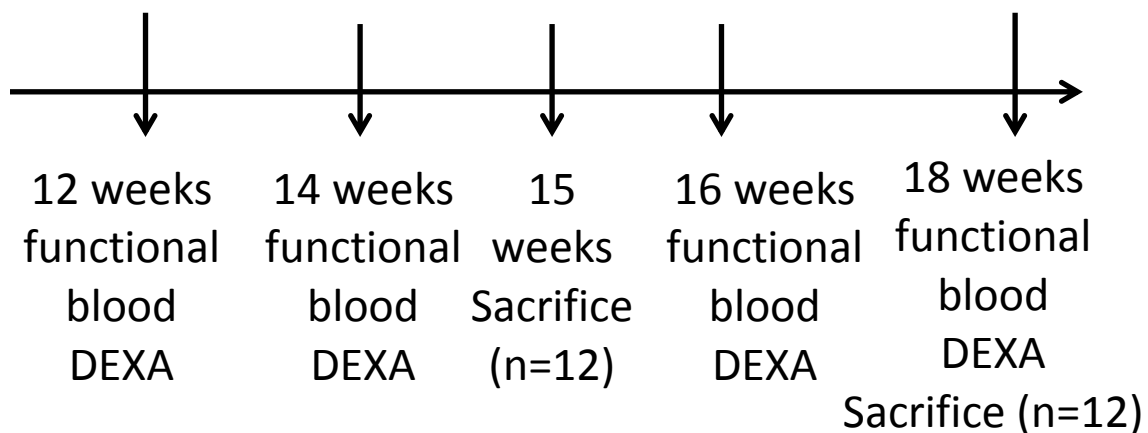 12 weeks
functional
blood
DEXA
14 weeks
functional
blood
DEXA
15
weeks
Sacrifice
(n=12)
16 weeks
functional
blood
DEXA
18 weeks
functional
blood
DEXA
Sacrifice (n=12)